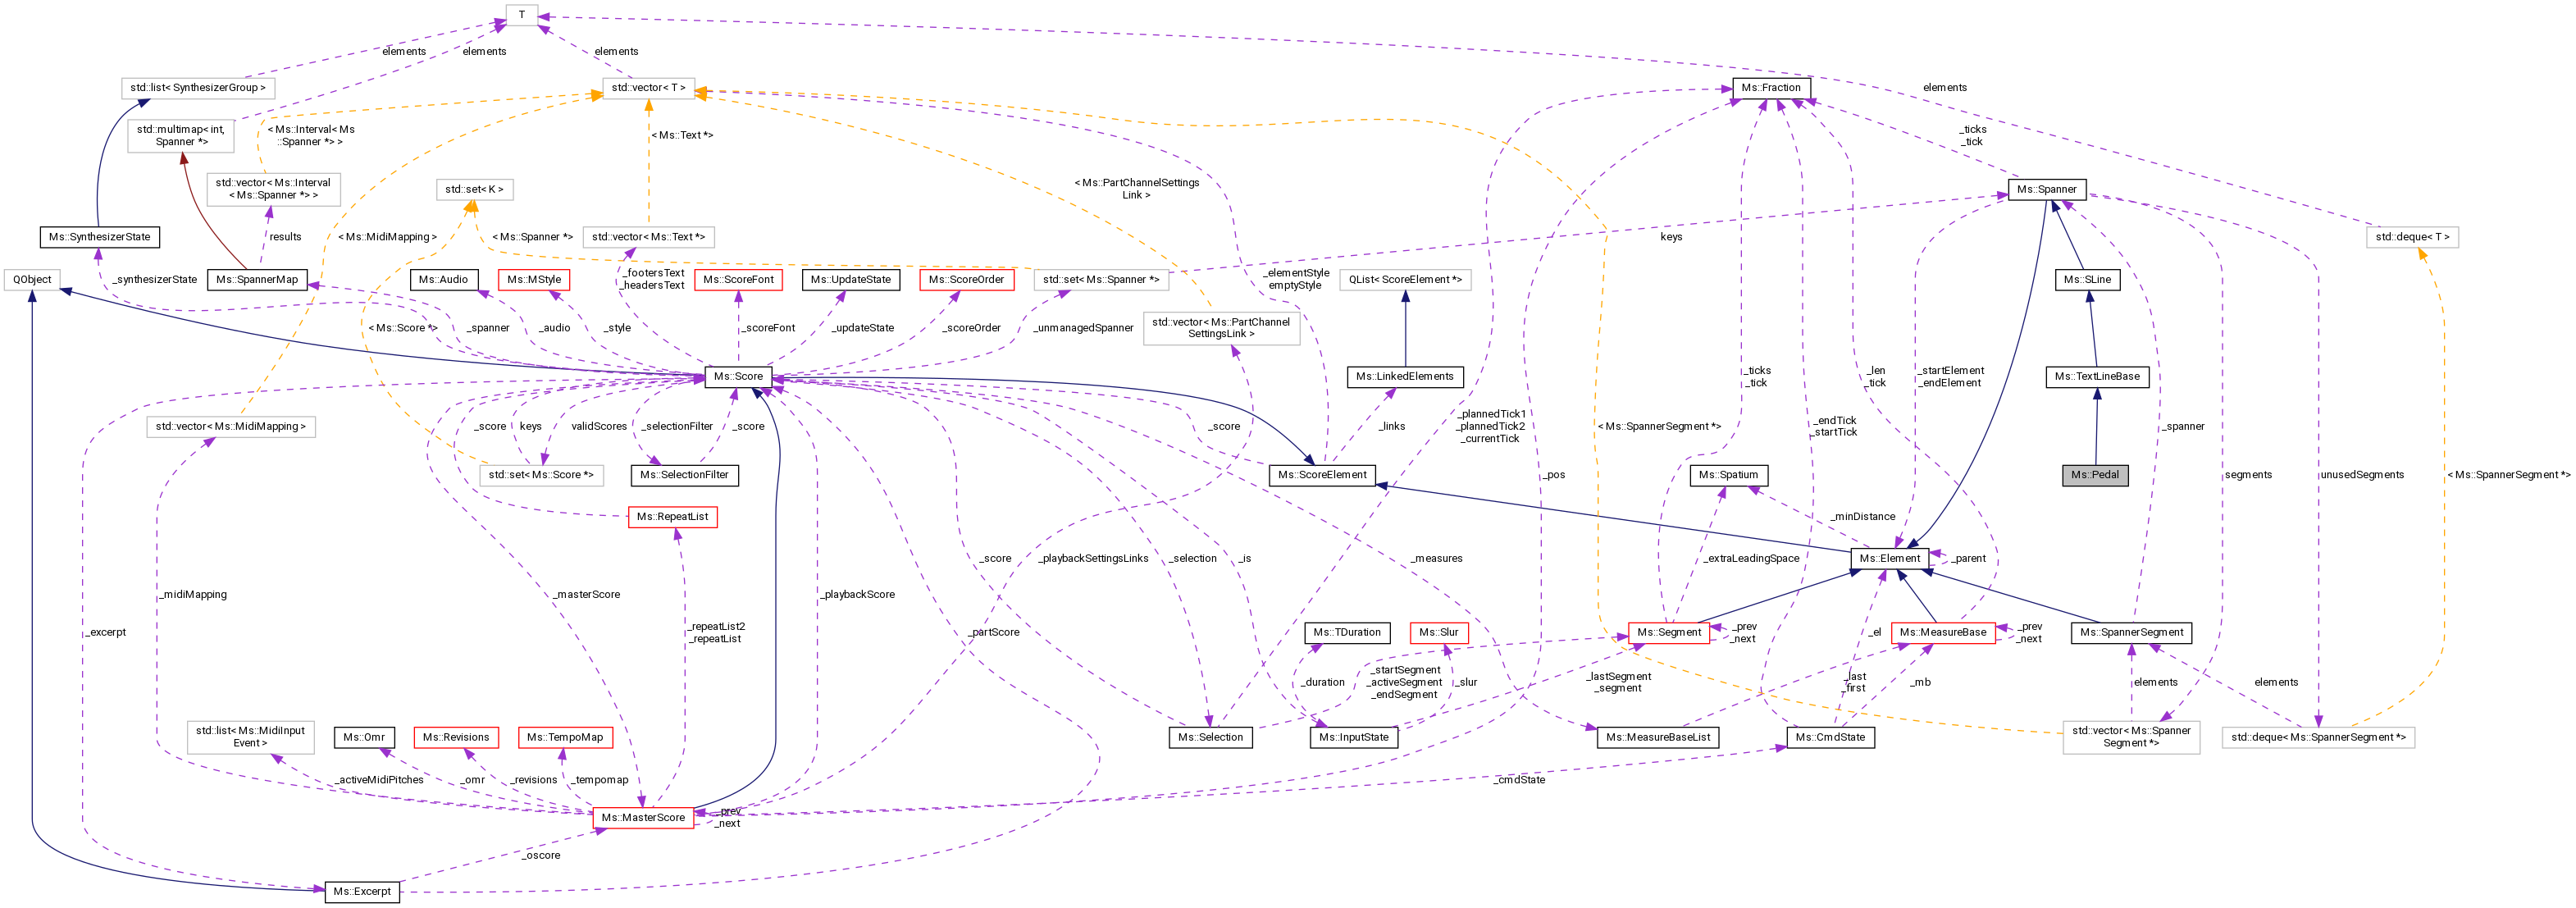 T
elements
elements
elements
std::list< SynthesizerGroup >
std::vector< T >
Ms::Fraction
elements
std::multimap< int,
Spanner *>
< Ms::Interval< Ms
::Spanner *> >
< Ms::Text *>
_ticks
_tick
std::vector< Ms::Interval
< Ms::Spanner *> >
std::set< K >
< Ms::PartChannelSettings
Link >
Ms::Spanner
Ms::SynthesizerState
results
< Ms::MidiMapping >
< Ms::Spanner *>
std::vector< Ms::Text *>
keys
std::deque< T >
QObject
_synthesizerState
Ms::SpannerMap
Ms::Audio
Ms::MStyle
_footersText
_headersText
Ms::ScoreFont
Ms::UpdateState
Ms::ScoreOrder
std::set< Ms::Spanner *>
_elementStyle
emptyStyle
QList< ScoreElement *>
Ms::SLine
< Ms::Score *>
_spanner
_audio
_style
_scoreFont
_updateState
_scoreOrder
_unmanagedSpanner
std::vector< Ms::PartChannel
SettingsLink >
Ms::Score
Ms::LinkedElements
_ticks
_tick
_len
_tick
_startElement
_endElement
Ms::TextLineBase
std::vector< Ms::MidiMapping >
_score
keys
validScores
_selectionFilter
_score
_score
_links
_plannedTick1
_plannedTick2
_currentTick
< Ms::SpannerSegment *>
_endTick
_startTick
_spanner
std::set< Ms::Score *>
Ms::SelectionFilter
Ms::ScoreElement
_pos
Ms::Spatium
Ms::Pedal
segments
unusedSegments
< Ms::SpannerSegment *>
Ms::RepeatList
_minDistance
_score
_playbackSettingsLinks
_selection
_is
_measures
_extraLeadingSpace
Ms::Element
_parent
_midiMapping
_masterScore
_playbackScore
_excerpt
_repeatList2
_repeatList
_partScore
Ms::TDuration
Ms::Slur
Ms::Segment
_prev
_next
_el
Ms::MeasureBase
_prev
_next
Ms::SpannerSegment
_startSegment
_activeSegment
_endSegment
_duration
_slur
_lastSegment
_segment
_last
_first
_mb
elements
elements
std::list< Ms::MidiInput
Event >
Ms::Omr
Ms::Revisions
Ms::TempoMap
Ms::Selection
Ms::InputState
Ms::MeasureBaseList
Ms::CmdState
std::vector< Ms::Spanner
Segment *>
std::deque< Ms::SpannerSegment *>
_activeMidiPitches
_omr
_revisions
_tempomap
_cmdState
Ms::MasterScore
_prev
_next
_oscore
Ms::Excerpt